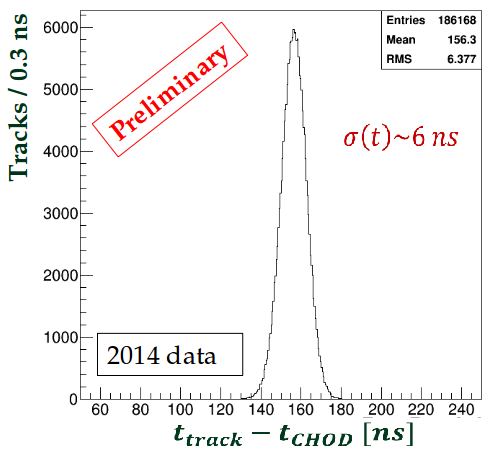 Tracks / 0.3 ns
6000
5000
4000
3000
2000
1000
0
Entries 186168
Mean 156.3
RMS 6.377
Preliminary
σ(t)~6 ns
2014 data
60 80 100 120 140 160 180 200 220 240
t_track − t_CHOD [ns]